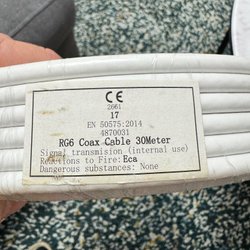 CE
2661
17
EN 50575:2014
4870031
RG6 Coax Cable 30Meter
Signal transmision (internal use)
Reactions to Fire: Eca
Dangerous substances: None